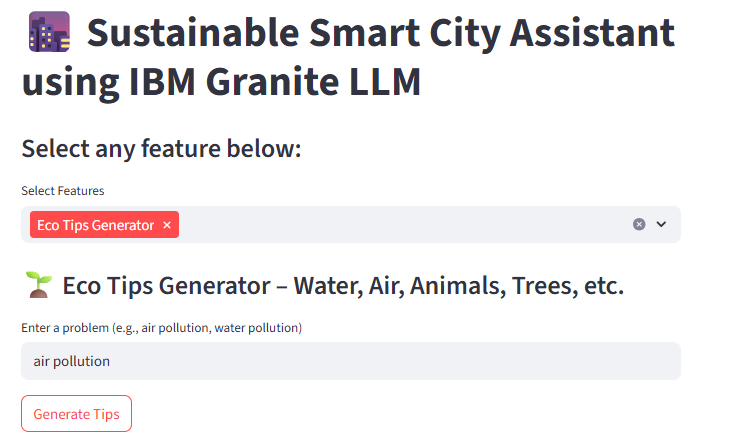 Sustainable Smart City Assistant
using IBM Granite LLM
Select any feature below:
Select Features
Eco Tips Generator ×
Eco Tips Generator – Water, Air, Animals, Trees, etc.
Enter a problem (e.g., air pollution, water pollution)
air pollution
Generate Tips